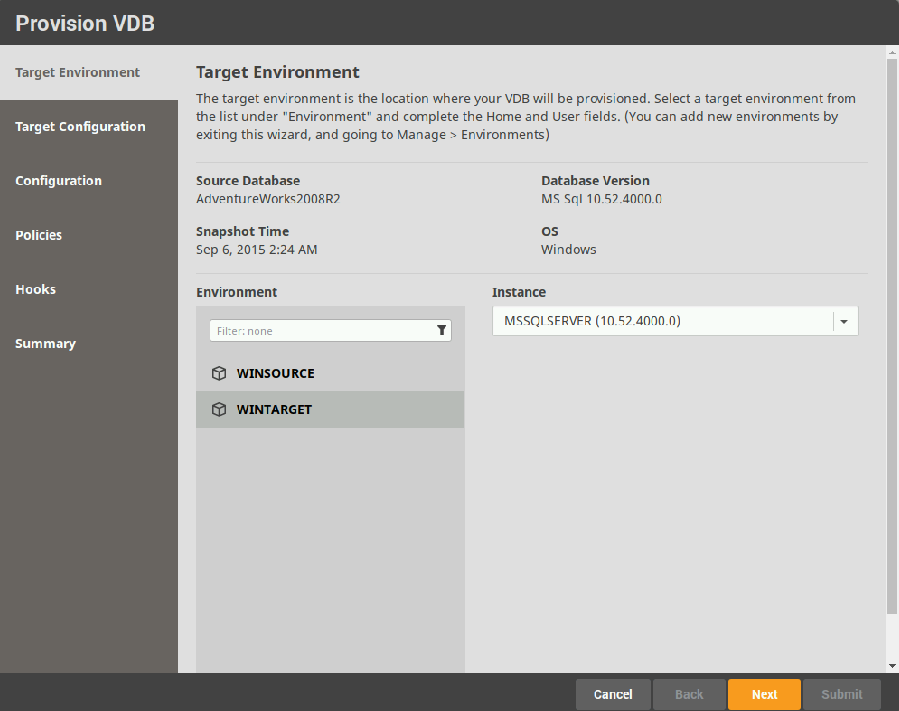 Provision VDB
Target Environment
Target Configuration
Configuration
Policies
Hooks
Summary
Target Environment
The target environment is the location where your VDB will be provisioned. Select a target environment from
the list under "Environment" and complete the Home and User fields. (You can add new environments by
exiting this wizard, and going to Manage > Environments)
Source Database
AdventureWorks2008R2
Database Version
MS Sql 10.52.4000.0
Snapshot Time
Sep 6, 2015 2:24 AM
OS
Windows
Environment
Filter: none
WINSOURCE
WINTARGET
Instance
MSSQLSERVER (10.52.4000.0)
Cancel
Back
Next
Submit